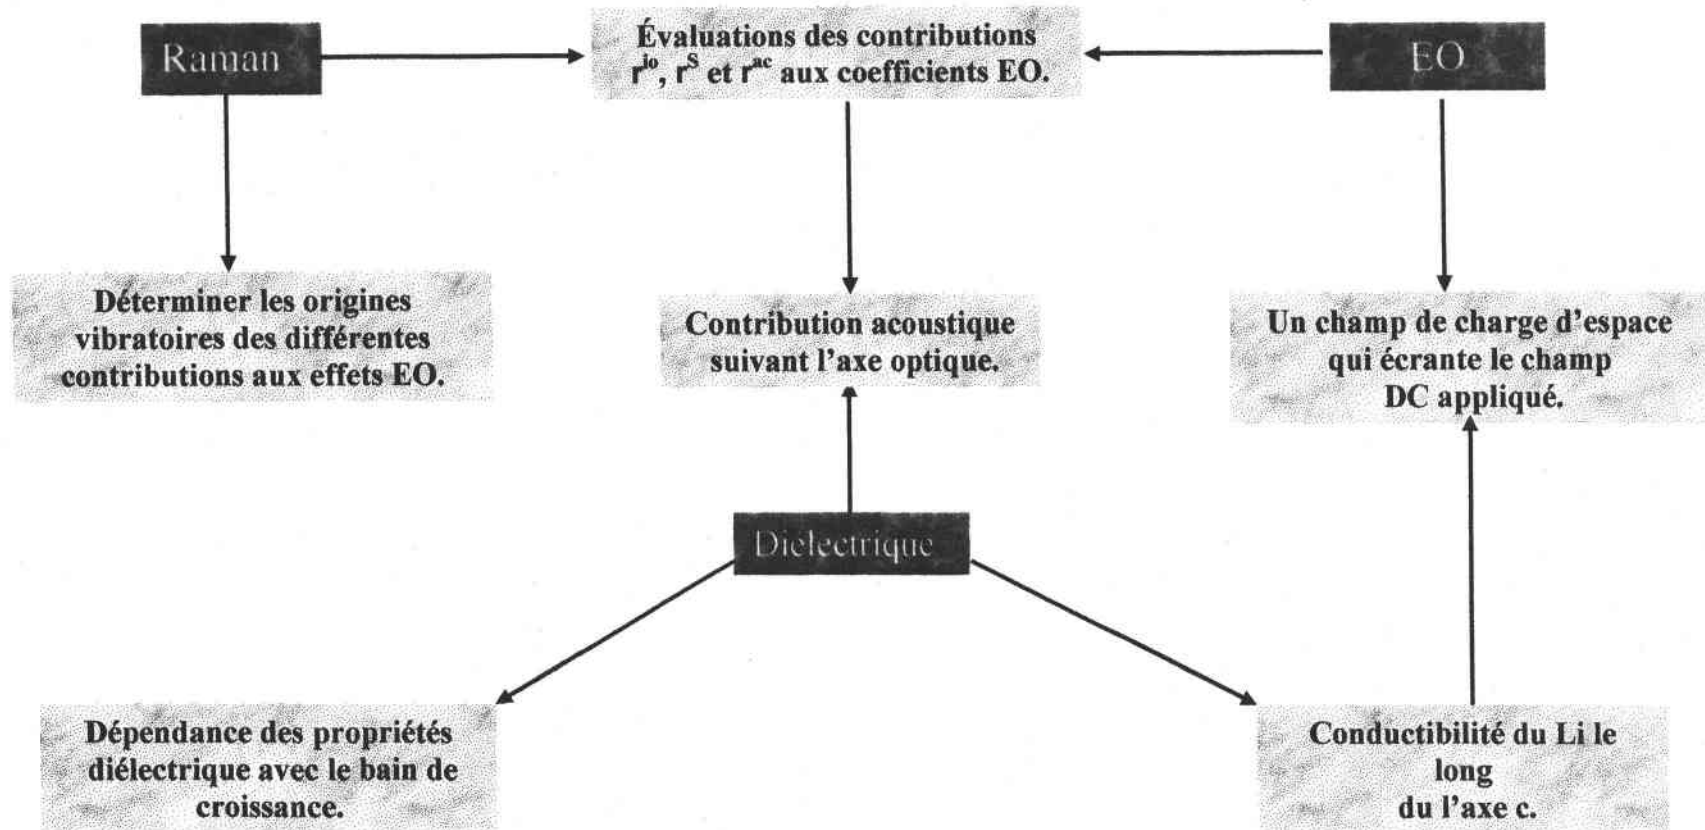 Raman
Évaluations des contributions
r^io, r^S et r^ac aux coefficients EO.
EO
Déterminer les origines
vibratoires des différentes
contributions aux effets EO.
Contribution acoustique
suivant l'axe optique.
Un champ de charge d'espace
qui écrante le champ
DC appliqué.
Dielectrique
Dépendance des propriétés
diélectrique avec le bain de
croissance.
Conductibilité du Li le
long
du l'axe c.